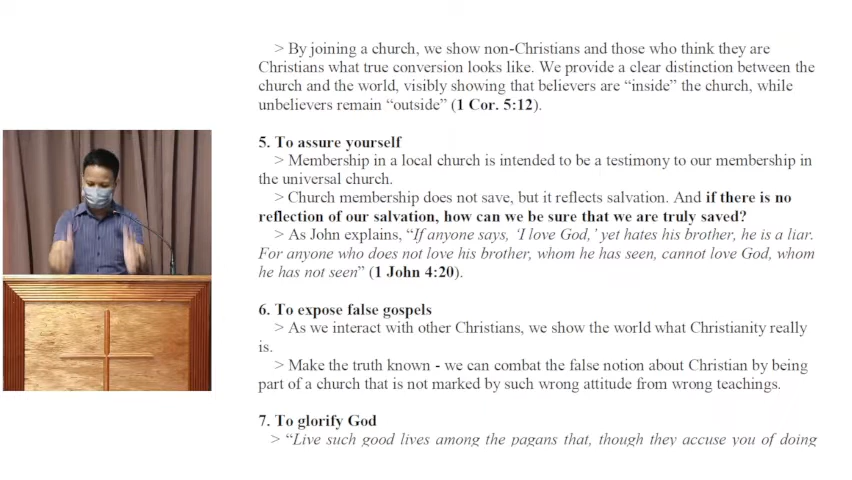 > By joining a church, we show non-Christians and those who think they are
Christians what true conversion looks like. We provide a clear distinction between the
church and the world, visibly showing that believers are “inside” the church, while
unbelievers remain “outside” (1 Cor. 5:12).
5. To assure yourself
> Membership in a local church is intended to be a testimony to our membership in
the universal church.
> Church membership does not save, but it reflects salvation. And if there is no
reflection of our salvation, how can we be sure that we are truly saved?
> As John explains, “If anyone says, ‘I love God,’ yet hates his brother, he is a liar.
For anyone who does not love his brother, whom he has seen, cannot love God, whom
he has not seen” (1 John 4:20).
6. To expose false gospels
> As we interact with other Christians, we show the world what Christianity really
is.
> Make the truth known - we can combat the false notion about Christian by being
part of a church that is not marked by such wrong attitude from wrong teachings.
7. To glorify God
> “Live such good lives among the pagans that, though they accuse you of doing